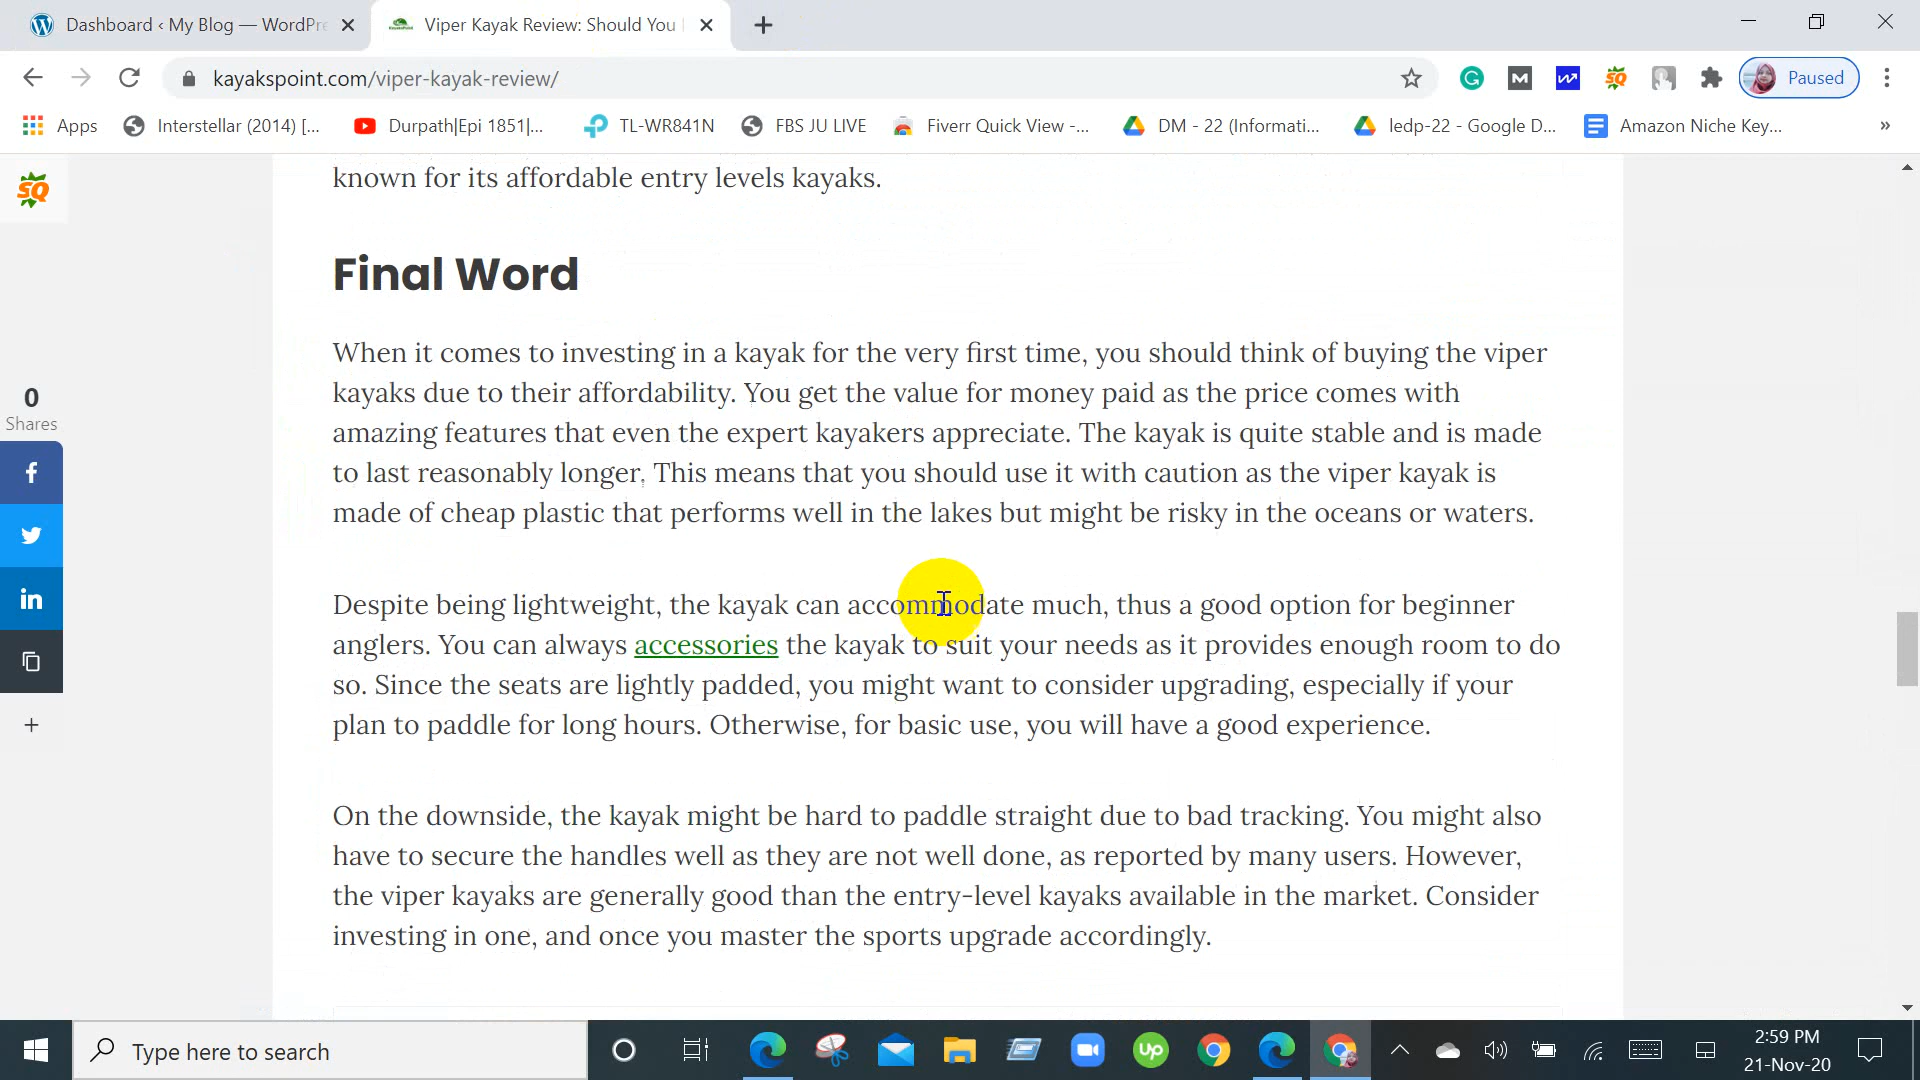 Dashboard ‹ My Blog — WordPre
Viper Kayak Review: Should You
kayakspoint.com/viper-kayak-review/
Paused
Apps
Interstellar (2014) [...
Durpath|Epi 1851|...
TL-WR841N
FBS JU LIVE
Fiverr Quick View -...
DM - 22 (Informati...
ledp-22 - Google D...
Amazon Niche Key...
»
SQ
known for its affordable entry levels kayaks.
Final Word
When it comes to investing in a kayak for the very first time, you should think of buying the viper
kayaks due to their affordability. You get the value for money paid as the price comes with
amazing features that even the expert kayakers appreciate. The kayak is quite stable and is made
to last reasonably longer. This means that you should use it with caution as the viper kayak is
made of cheap plastic that performs well in the lakes but might be risky in the oceans or waters.
0
Shares
Despite being lightweight, the kayak can accommodate much, thus a good option for beginner
anglers. You can always accessories the kayak to suit your needs as it provides enough room to do
so. Since the seats are lightly padded, you might want to consider upgrading, especially if your
plan to paddle for long hours. Otherwise, for basic use, you will have a good experience.
On the downside, the kayak might be hard to paddle straight due to bad tracking. You might also
have to secure the handles well as they are not well done, as reported by many users. However,
the viper kayaks are generally good than the entry-level kayaks available in the market. Consider
investing in one, and once you master the sports upgrade accordingly.
Type here to search
Up
2:59 PM
21-Nov-20